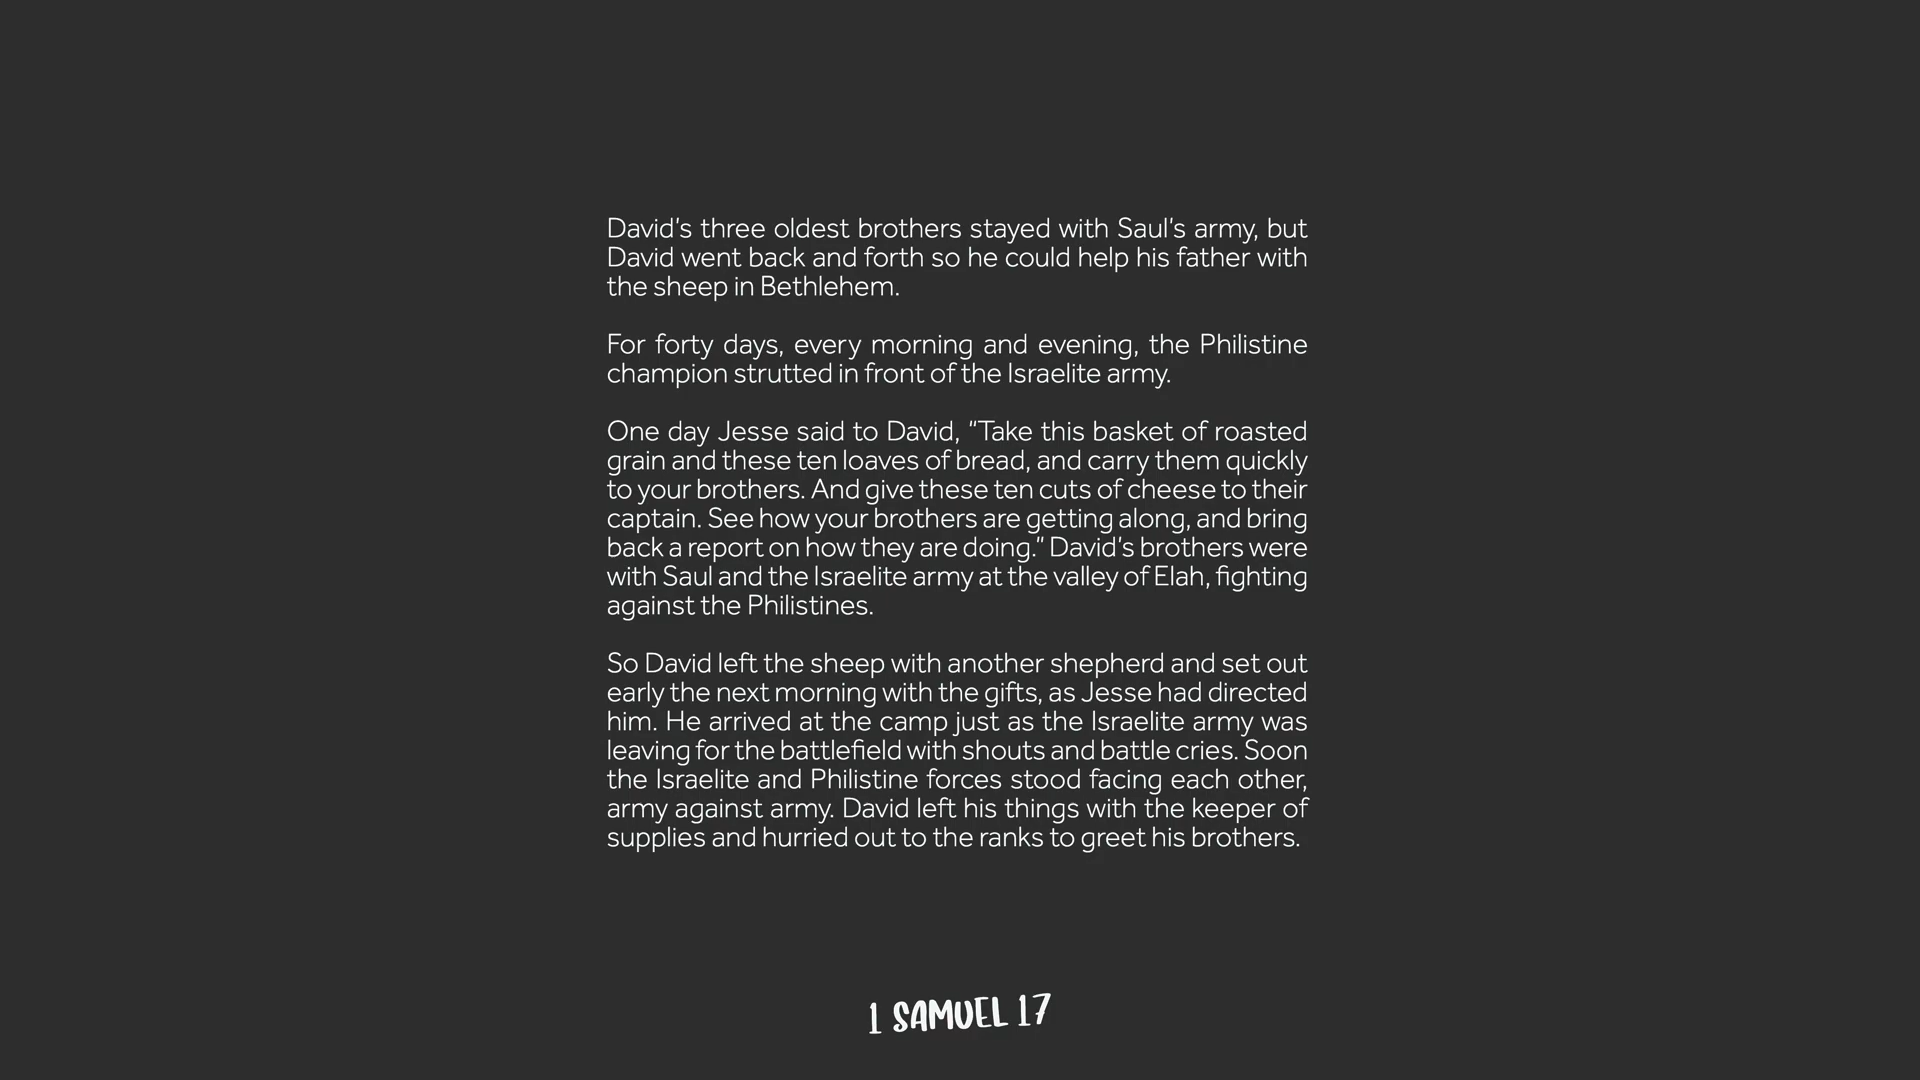 David's three oldest brothers stayed with Saul's army, but
David went back and forth so he could help his father with
the sheep in Bethlehem.
For forty days, every morning and evening, the Philistine
champion strutted in front of the Israelite army.
One day Jesse said to David, "Take this basket of roasted
grain and these ten loaves of bread, and carry them quickly
to your brothers. And give these ten cuts of cheese to their
captain. See how your brothers are getting along, and bring
back a report on how they are doing." David's brothers were
with Saul and the Israelite army at the valley of Elah, fighting
against the Philistines.
So David left the sheep with another shepherd and set out
early the next morning with the gifts, as Jesse had directed
him. He arrived at the camp just as the Israelite army was
leaving for the battlefield with shouts and battle cries. Soon
the Israelite and Philistine forces stood facing each other,
army against army. David left his things with the keeper of
supplies and hurried out to the ranks to greet his brothers.
1 SAMUEL 17